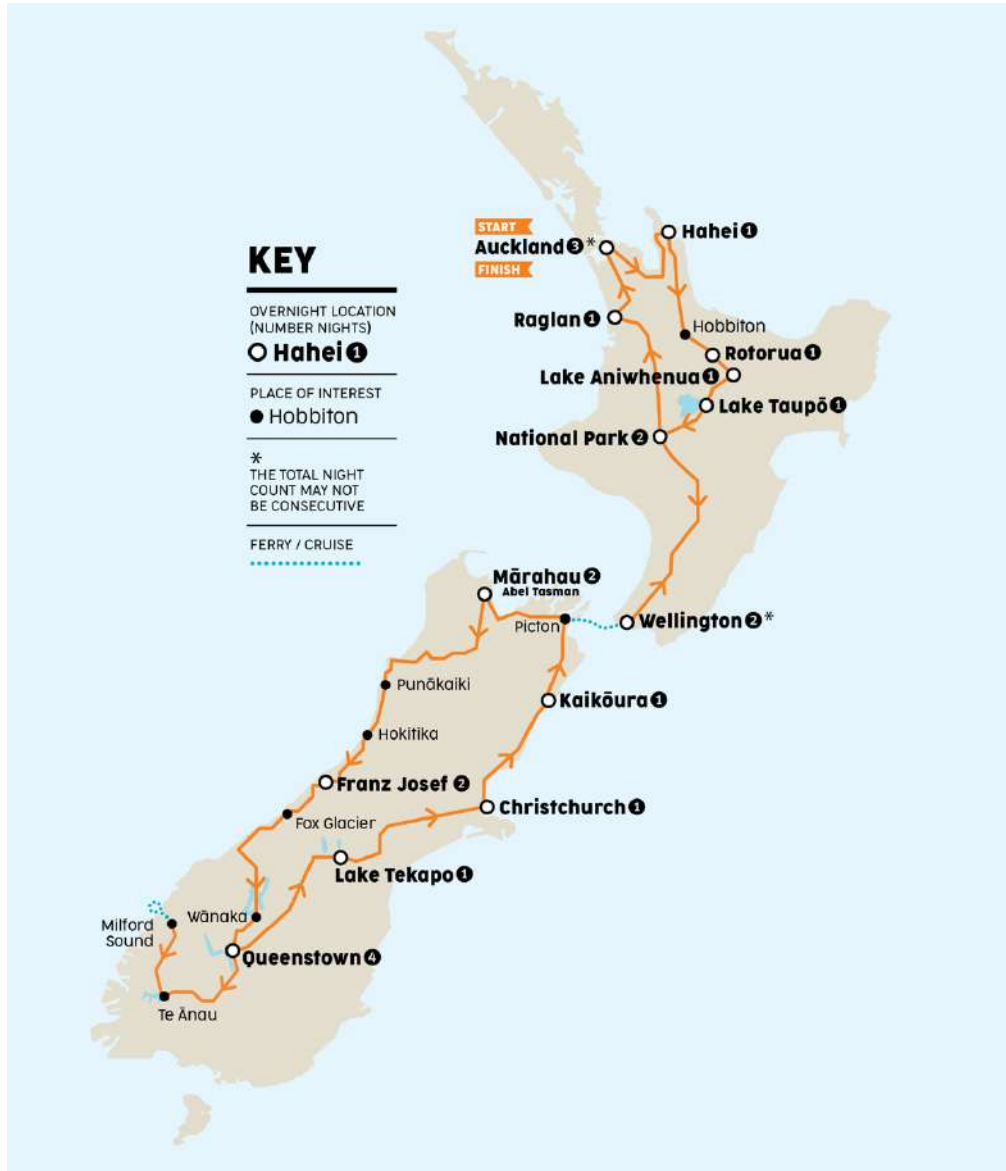 START
Auckland 3 *
FINISH
Hahei 1
KEY
OVERNIGHT LOCATION
(NUMBER NIGHTS)
Hahei 1
PLACE OF INTEREST
Hobbiton
*
THE TOTAL NIGHT
COUNT MAY NOT
BE CONSECUTIVE
FERRY / CRUISE
Raglan 1
Hobbiton
Rotorua 1
Lake Aniwhenua 1
Lake Taupō 1
National Park 2
Mārahau 2
Abel Tasman
Picton
Wellington 2 *
Punākaiki
Kaikōura 1
Hokitika
Franz Josef 2
Christchurch 1
Fox Glacier
Lake Tekapo 1
Wānaka
Milford
Sound
Queenstown 4
Te Ānau